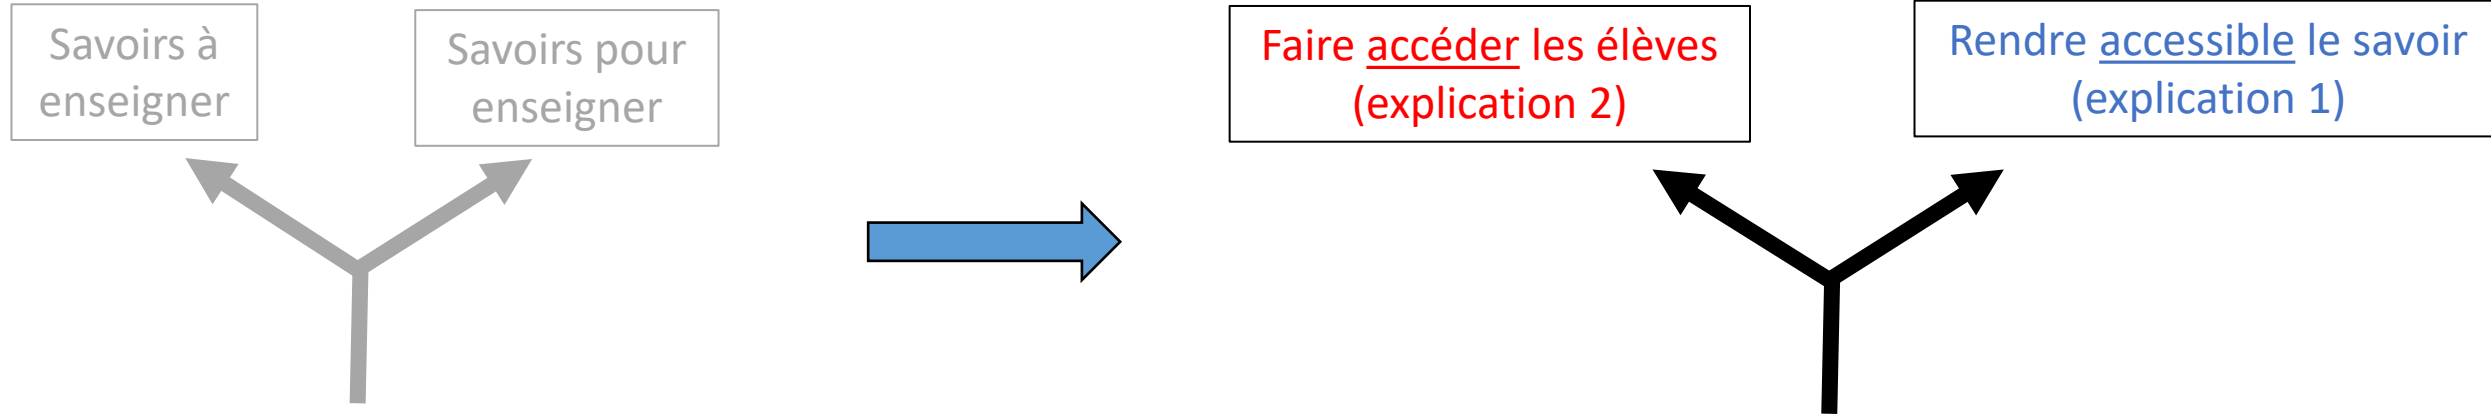 Savoirs à
enseigner
Savoirs pour
enseigner
Faire accéder les élèves
(explication 2)
Rendre accessible le savoir
(explication 1)